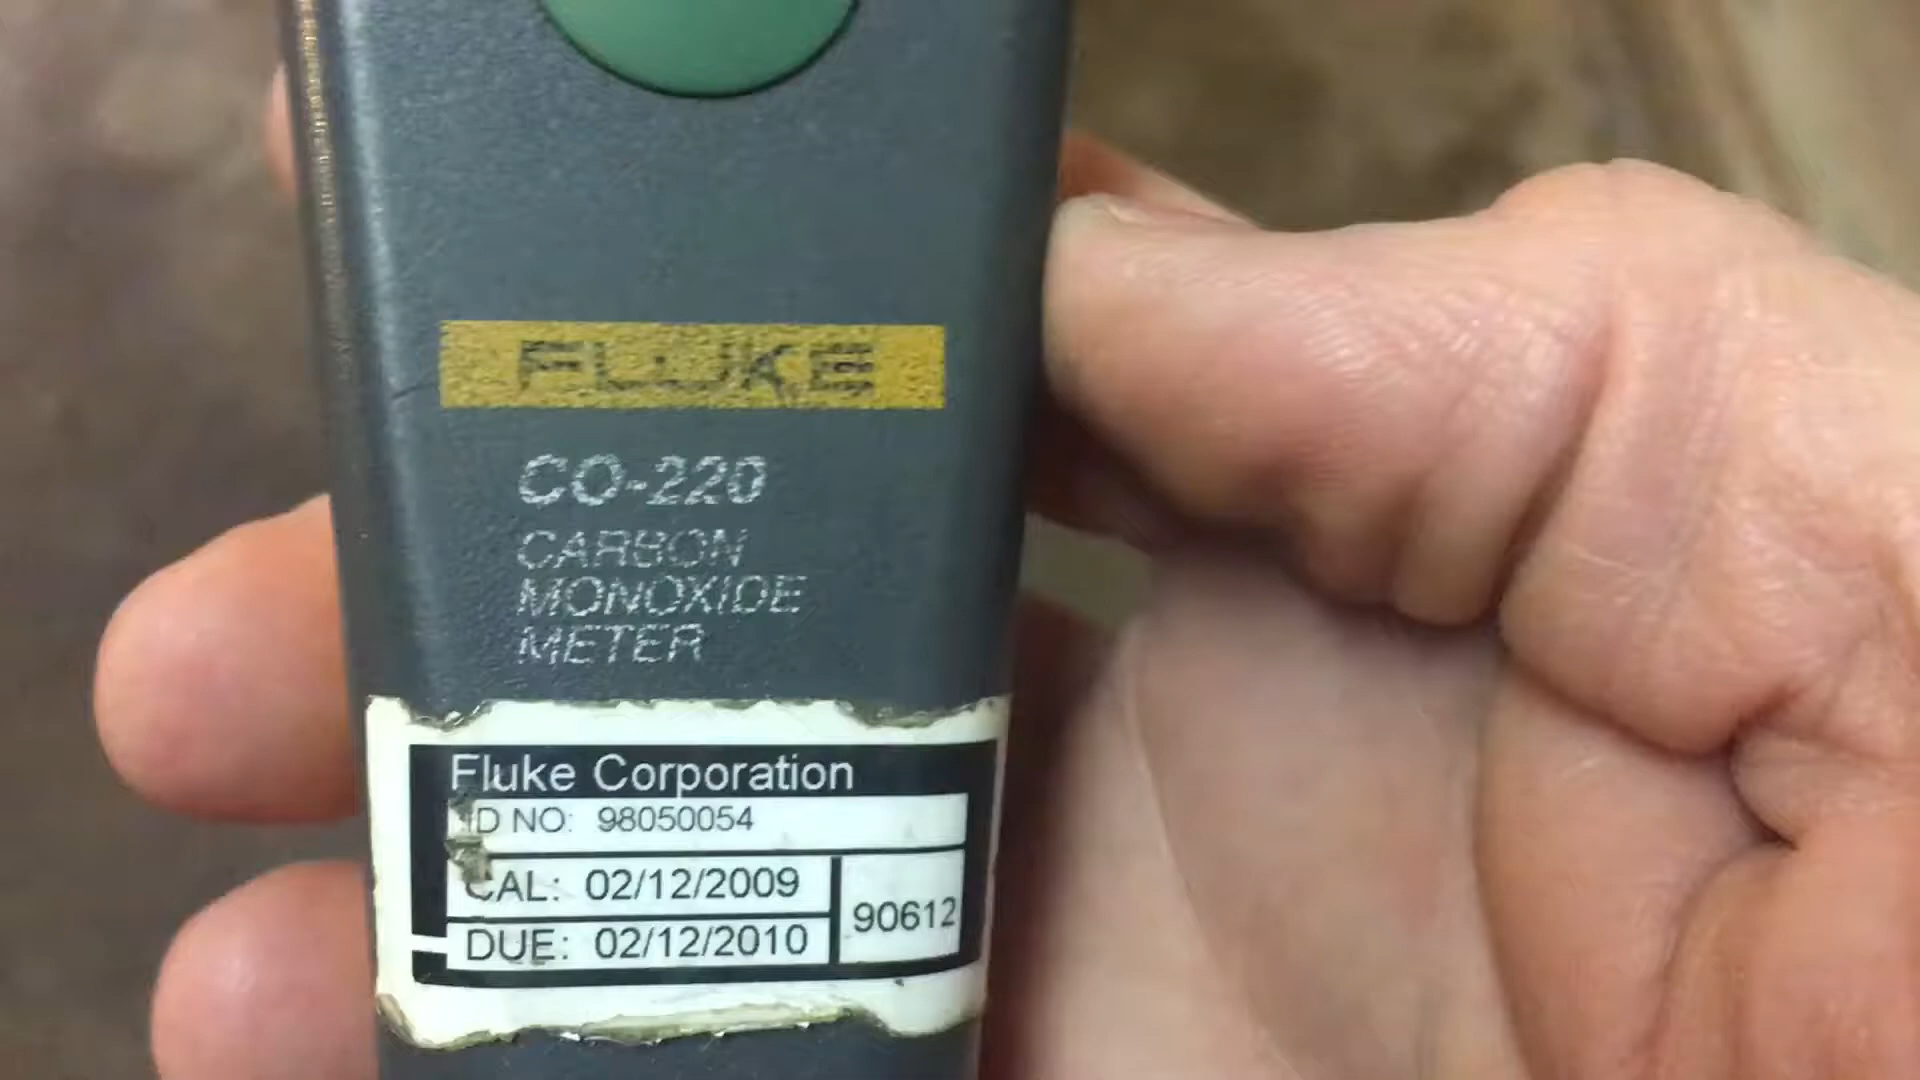 FLUKE
CO-220
CARBON
MONOXIDE
METER
Fluke Corporation
ID NO: 98050054
CAL: 02/12/2009
90612
DUE: 02/12/2010